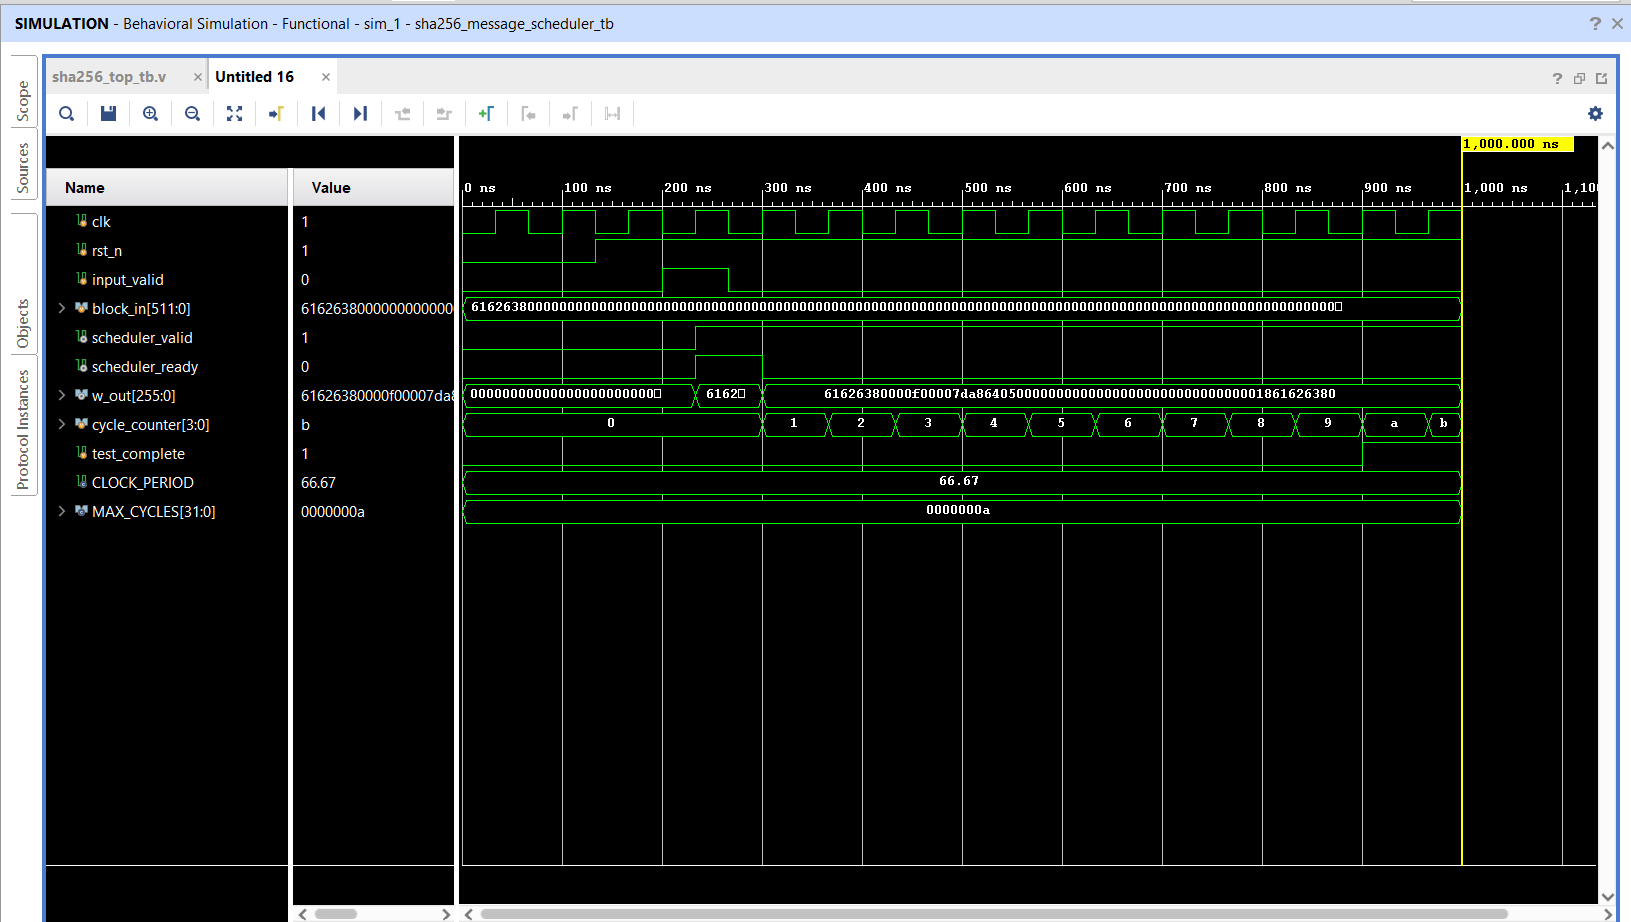 SIMULATION - Behavioral Simulation - Functional - sim_1 - sha256_message_scheduler_tb
sha256_top_tb.v
Untitled 16
Scope
Sources
Objects
Protocol Instances
1,000.000 ns
Name
Value
0 ns 100 ns 200 ns 300 ns 400 ns 500 ns 600 ns 700 ns 800 ns 900 ns 1,000 ns 1,10
clk 1
rst_n 1
input_valid 0
block_in[511:0]
scheduler_valid 1
scheduler_ready 0
w_out[255:0] 61626380000f00007da8 6162
cycle_counter[3:0] b 0 1 2 3 4 5 6 7 8 9 a b
test_complete 1
CLOCK_PERIOD 66.67 66.67
MAX_CYCLES[31:0] 0000000a 0000000a